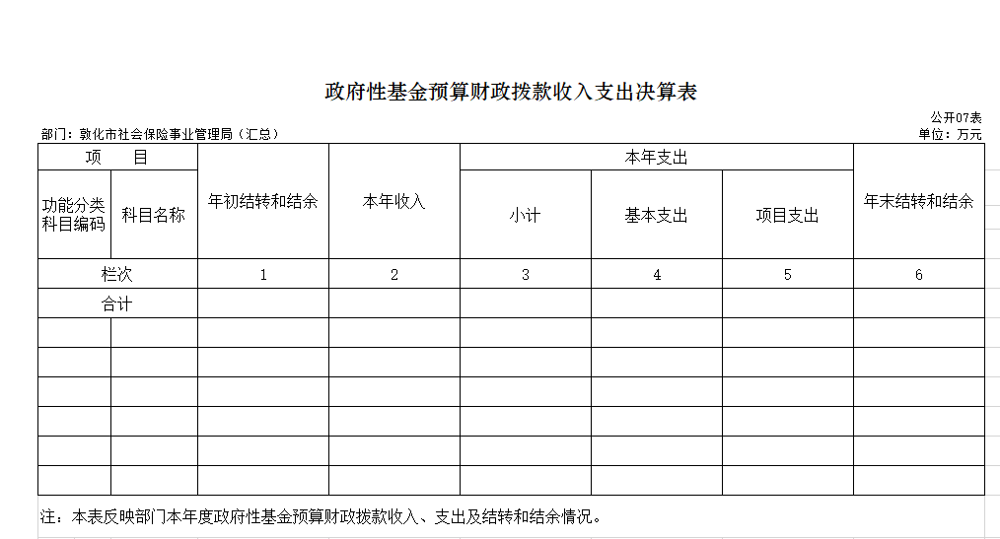 政府性基金预算财政拨款收入支出决算表
公开07表
部门：敦化市社会保险事业管理局（汇总） 单位：万元
项 目 年初结转和结余 本年收入 本年支出 年末结转和结余
功能分类科目编码 科目名称 小计 基本支出 项目支出
栏次 1 2 3 4 5 6
合计
注：本表反映部门本年度政府性基金预算财政拨款收入、支出及结转和结余情况。